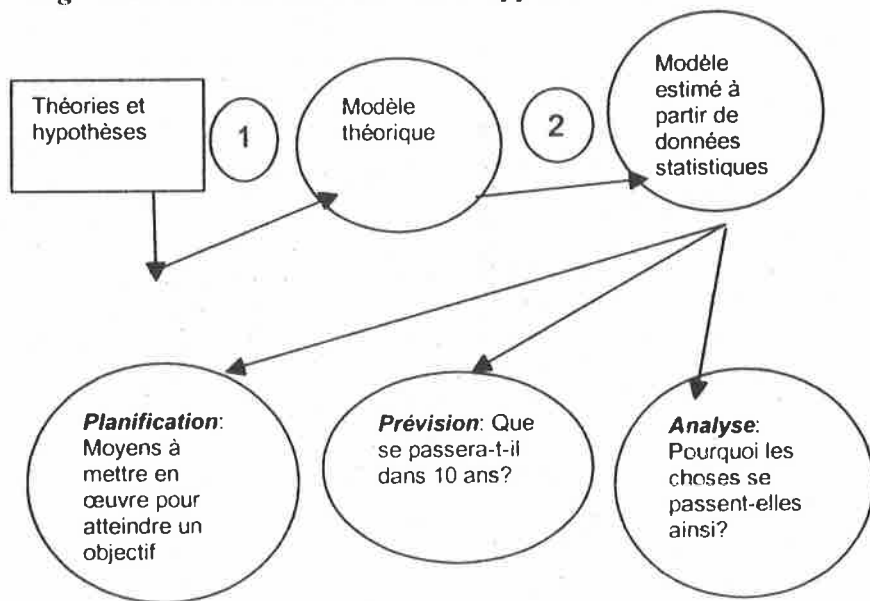 Théories et
hypothèses
1
Modèle
théorique
2
Modèle
estimé à
partir de
données
statistiques
Planification:
Moyens à
mettre en
œuvre pour
atteindre un
objectif
Prévision: Que
se passera-t-il
dans 10 ans?
Analyse:
Pourquoi les
choses se
passent-elles
ainsi?